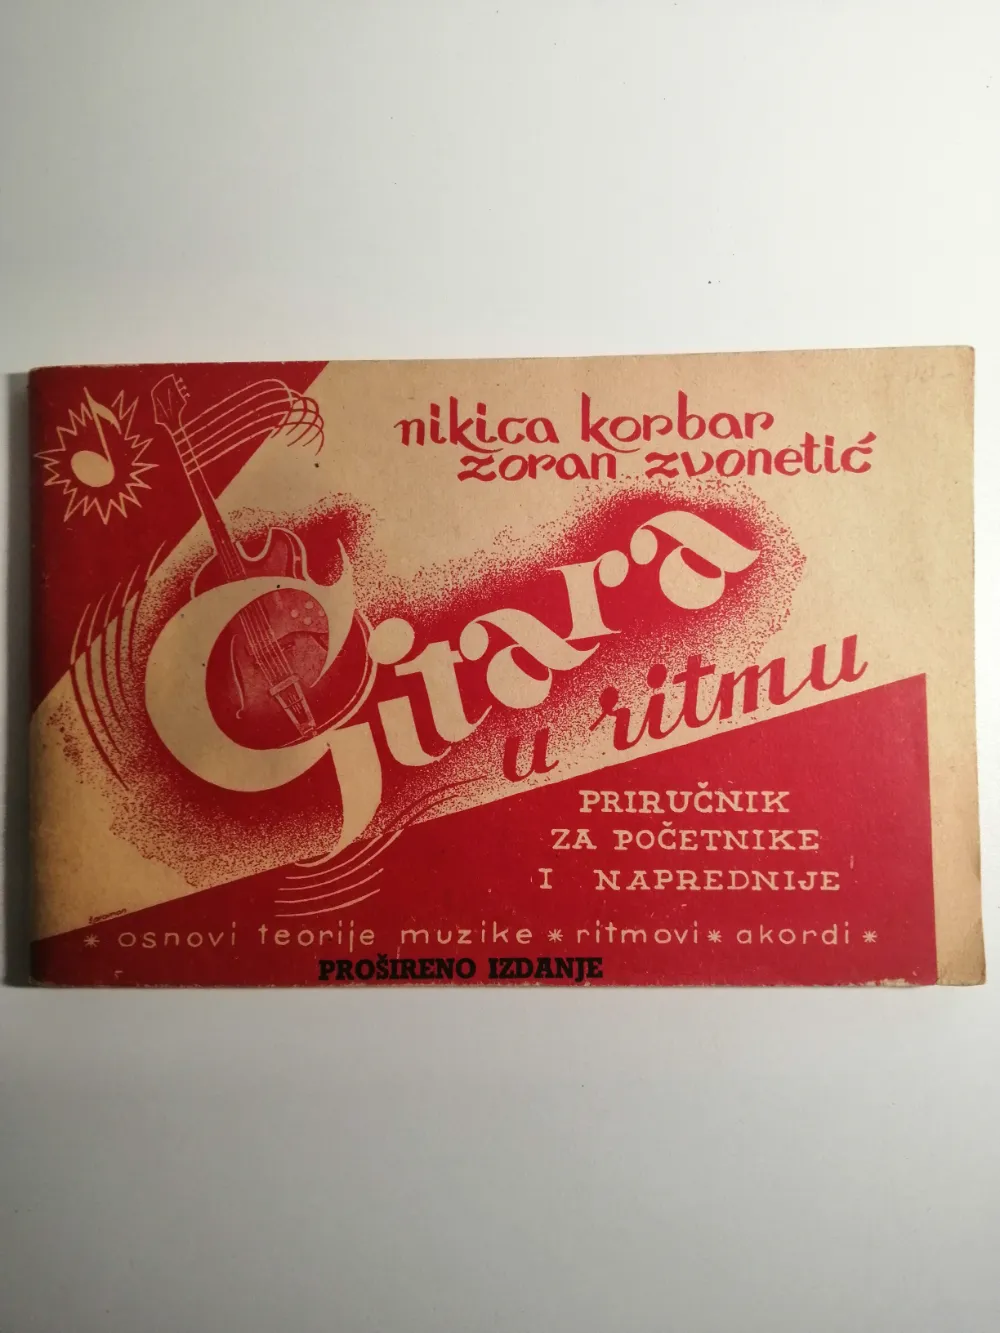 nikica korbar
zoran zvonetić
Gitara
u ritmu
PRIRUČNIK
ZA POČETNIKE
I NAPREDNIJE
* osnovi teorije muzike * ritmovi * akordi *
PROŠIRENO IZDANJE